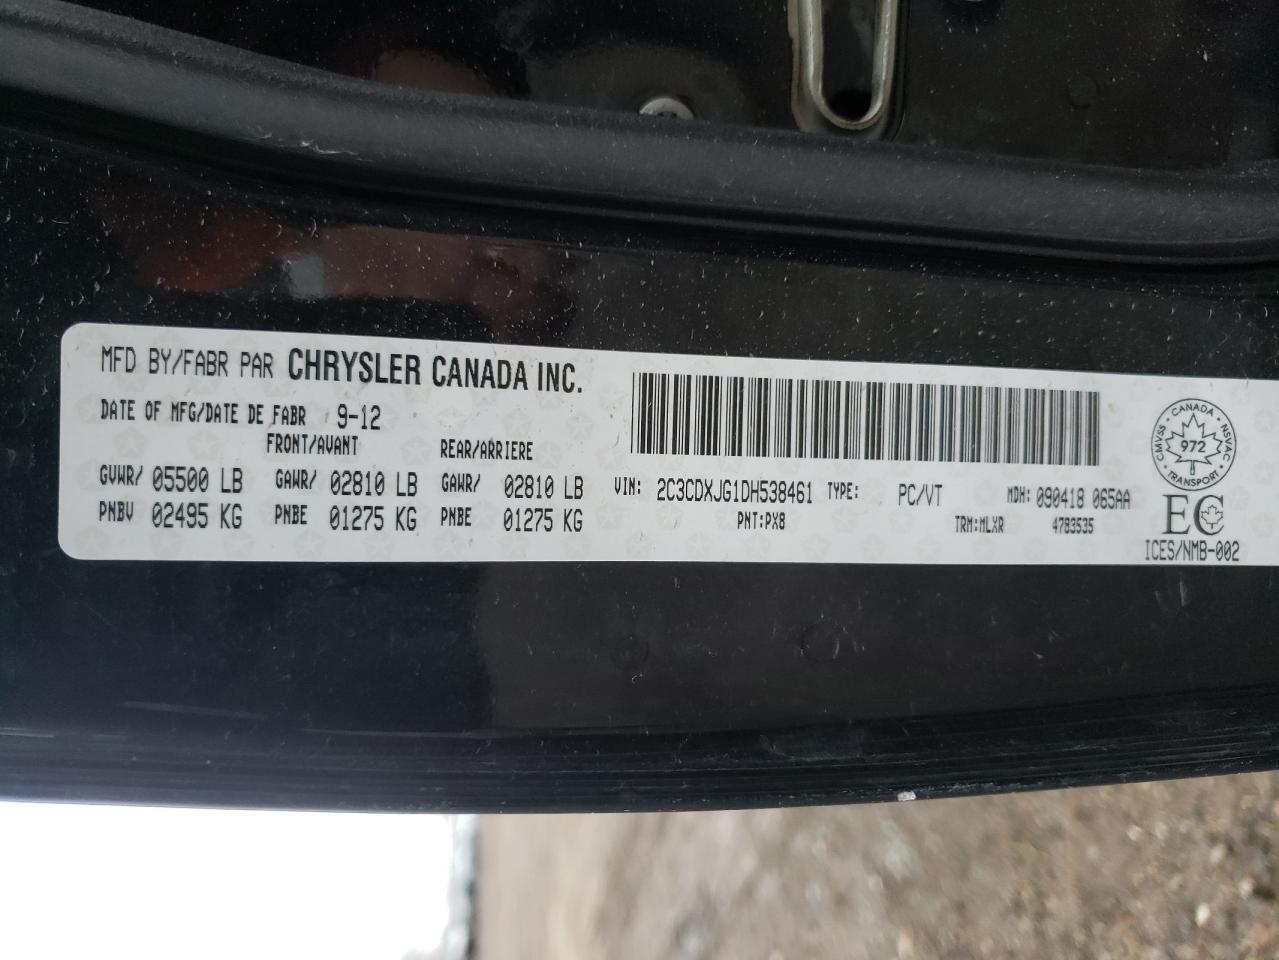 MFD BY/FABR PAR CHRYSLER CANADA INC.
DATE OF MFG/DATE DE FABR 9-12
FRONT/AVANT REAR/ARRIERE
GVWR/ 05500 LB GAWR/ 02810 LB GAWR/ 02810 LB
PNBV 02495 KG PNBE 01275 KG PNBE 01275 KG
VIN: 2C3CDXJG1DH538461 TYPE: PC/VT MDH: 090418 065AA
PNT:PX8 TRM:MLXR 4783535
CANADA
CMVSS 972 NSVAC
TRANSPORT
EC
ICES/NMB-002